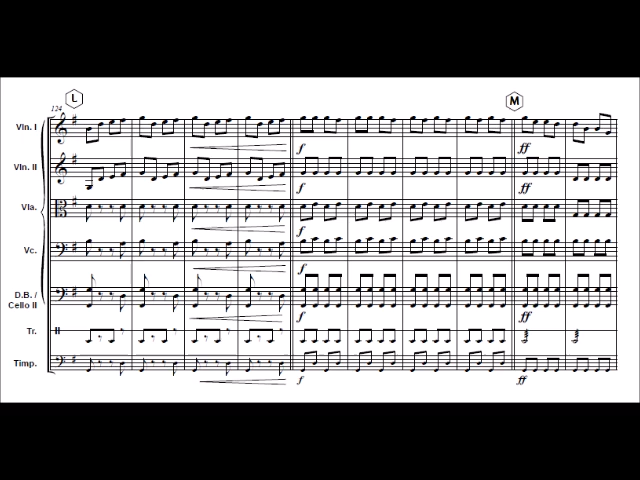 L
M
124
Vln. I
f
ff
Vln. II
f
ff
Vla.
f
Vc.
f
D.B. /
Cello II
f
ff
Tr.
Timp.
f
ff